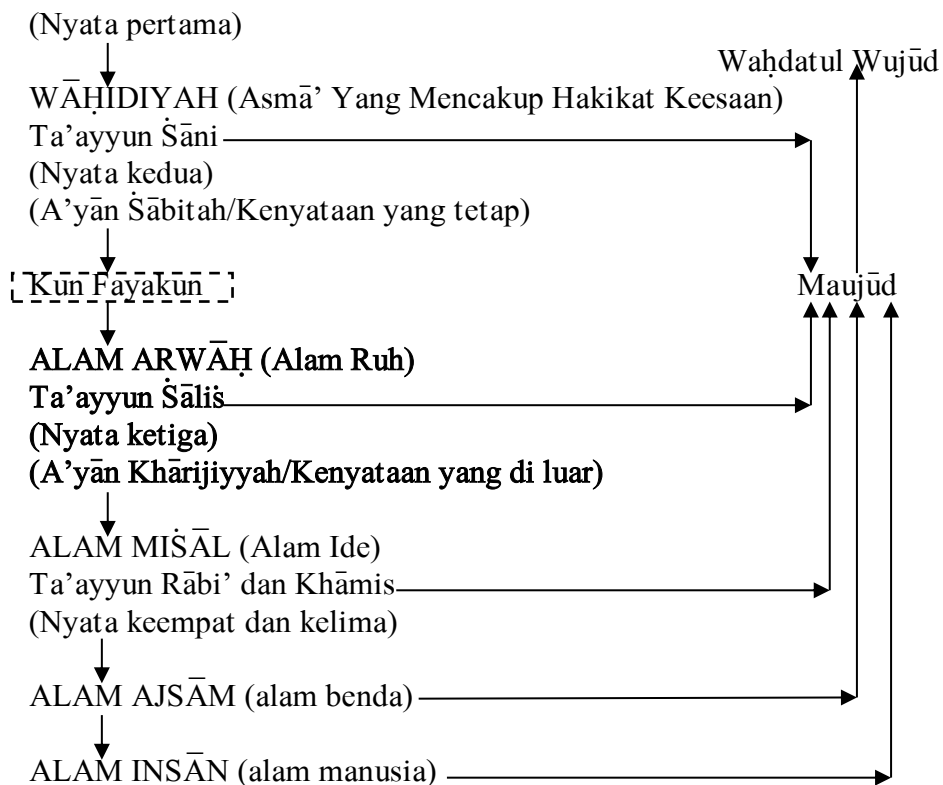 (Nyata pertama)
Waḥdatul Wujūd
WĀḤIDIYAH (Asmā’ Yang Mencakup Hakikat Keesaan)
Ta’ayyun Ṡāni
(Nyata kedua)
(A’yān Ṡābitah/Kenyataan yang tetap)
Kun Fayakun
Maujūd
ALAM ARWĀḤ (Alam Ruh)
Ta’ayyun Ṡāliṡ
(Nyata ketiga)
(A’yān Khārijiyyah/Kenyataan yang di luar)
ALAM MIṠĀL (Alam Ide)
Ta’ayyun Rābi’ dan Khāmis
(Nyata keempat dan kelima)
ALAM AJSĀM (alam benda)
ALAM INSĀN (alam manusia)